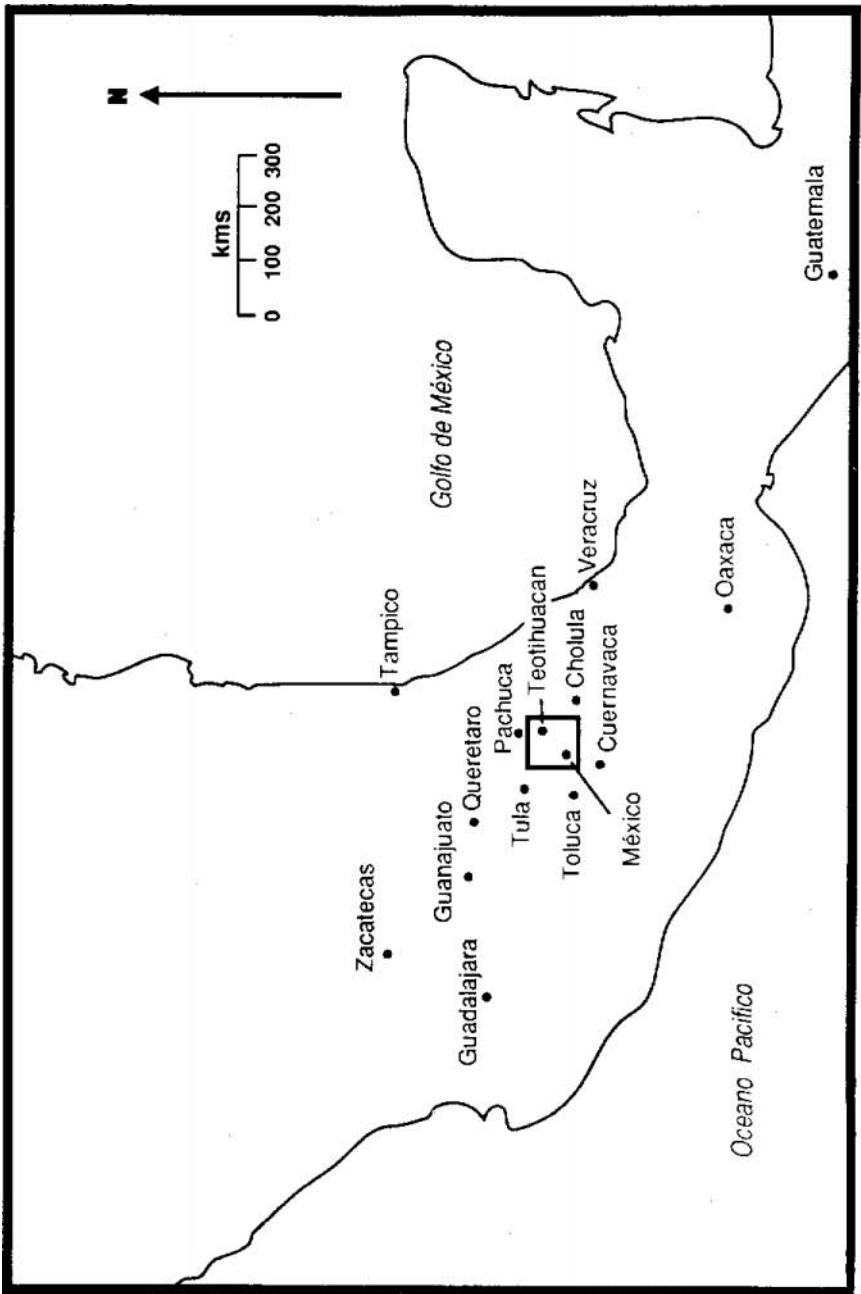 N
kms
0 100 200 300
Golfo de México
Tampico
Zacatecas
Guanajuato
Queretaro
Guadalajara
Pachuca
Tula
Teotihuacan
Veracruz
Cholula
Toluca
Cuernavaca
México
Oaxaca
Guatemala
Oceano Pacifico